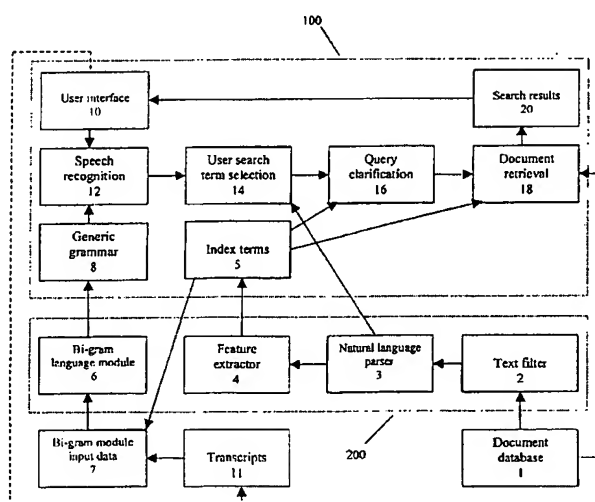 100
User interface
10
Search results
20
Speech
recognition
12
User search
term selection
14
Query
clarification
16
Document
retrieval
18
Generic
grammar
8
Index terms
5
Bi-gram
language module
6
Feature
extractor
4
Natural language
parser
3
Text filter
2
200
Bi-gram module
input data
7
Transcripts
11
Document
database
1